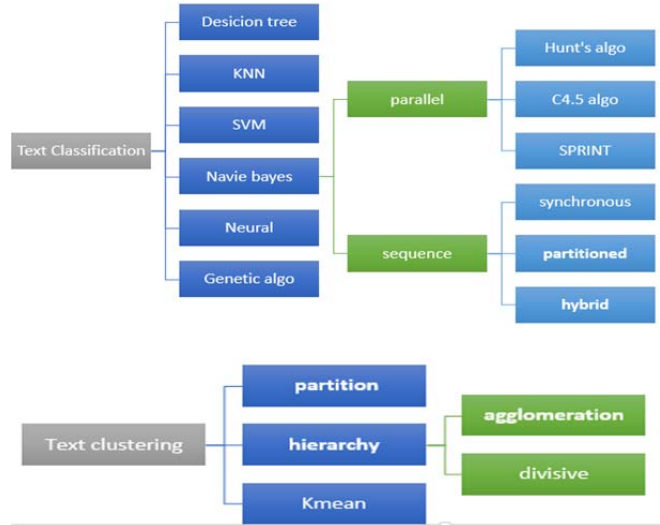 Text Classification
Desicion tree
KNN
SVM
Navie bayes
Neural
Genetic algo
parallel
sequence
Hunt's algo
C4.5 algo
SPRINT
synchronous
partitioned
hybrid
Text clustering
partition
hierarchy
Kmean
agglomeration
divisive